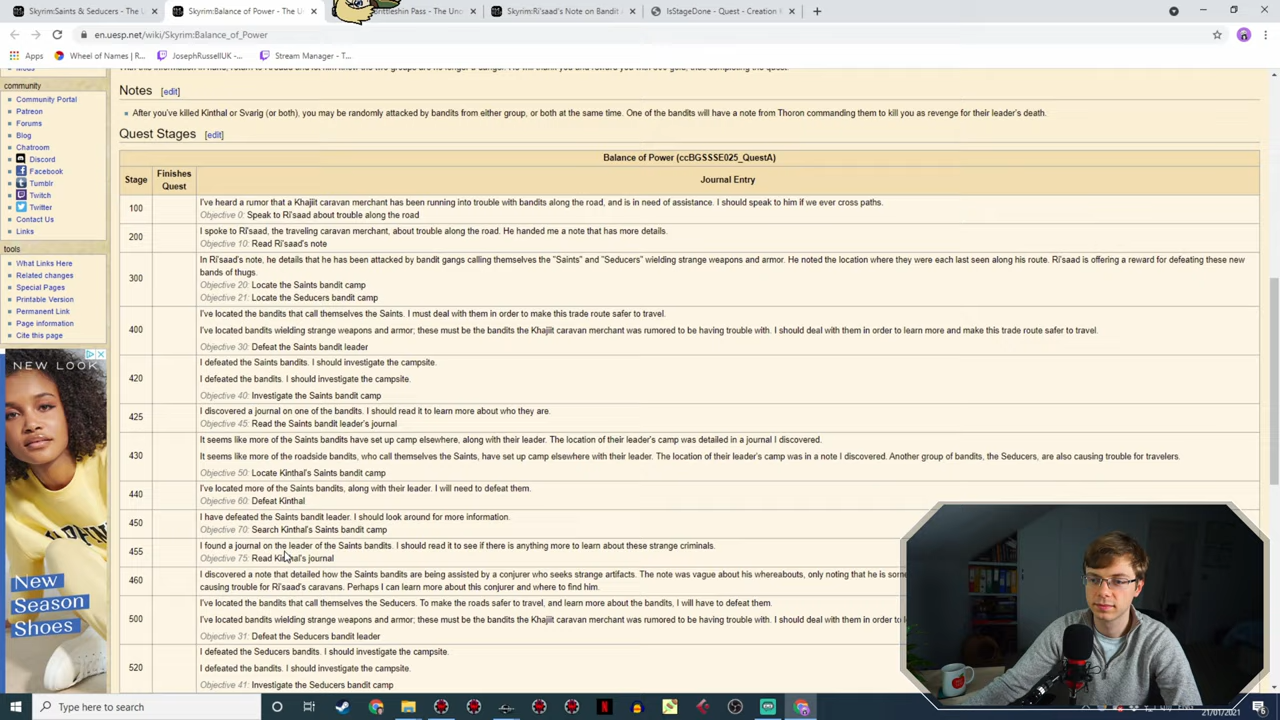 Skyrim:Saints & Seducers - The U
Skyrim:Balance of Power - The Un
ttleship Pass - The Uno
Skyrim:Ri'saad's Note on Bandit A
IsStageDone - Quest - Creation K
en.uesp.net/wiki/Skyrim:Balance_of_Power
Apps
Wheel of Names | R...
JosephRussellUK -...
Stream Manager - T...
community
Community Portal
Patreon
Forums
Blog
Chatroom
Discord
Facebook
Tumblr
Twitch
Twitter
Contact Us
Links
tools
What Links Here
Related changes
Special Pages
Printable Version
Permanent Link
Page information
Cite this page
NEW LOOK
New
Season
Shoes
Notes [edit]
After you've killed Kinthal or Svarig (or both), you may be randomly attacked by bandits from either group, or both at the same time. One of the bandits will have a note from Thoron commanding them to kill you as revenge for their leader's death.
Quest Stages [edit]
Balance of Power (ccBGSSSE025_QuestA)
Stage
Finishes
Quest
Journal Entry
100
I've heard a rumor that a Khajiit caravan merchant has been running into trouble with bandits along the road, and is in need of assistance. I should speak to him if we ever cross paths.
Objective 0: Speak to Ri'saad about trouble along the road
200
I spoke to Ri'saad, the traveling caravan merchant, about trouble along the road. He handed me a note that has more details.
Objective 10: Read Ri'saad's note
300
In Ri'saad's note, he details that he has been attacked by bandit gangs calling themselves the "Saints" and "Seducers" wielding strange weapons and armor. He noted the location where they were each last seen along his route. Ri'saad is offering a reward for defeating these new
bands of thugs.
Objective 20: Locate the Saints bandit camp
Objective 21: Locate the Seducers bandit camp
400
I've located the bandits that call themselves the Saints. I must deal with them in order to make this trade route safer to travel.
I've located bandits wielding strange weapons and armor; these must be the bandits the Khajiit caravan merchant was rumored to be having trouble with. I should deal with them in order to learn more and make this trade route safer to travel.
Objective 30: Defeat the Saints bandit leader
420
I defeated the Saints bandits. I should investigate the campsite.
I defeated the bandits. I should investigate the campsite.
Objective 40: Investigate the Saints bandit camp
425
I discovered a journal on one of the bandits. I should read it to learn more about who they are.
Objective 45: Read the Saints bandit leader's journal
430
It seems like more of the Saints bandits have set up camp elsewhere, along with their leader. The location of their leader's camp was detailed in a journal I discovered.
It seems like more of the roadside bandits, who call themselves the Saints, have set up camp elsewhere with their leader. The location of their leader's camp was in a note I discovered. Another group of bandits, the Seducers, are also causing trouble for travelers.
Objective 50: Locate Kinthal's Saints bandit camp
440
I've located more of the Saints bandits, along with their leader. I will need to defeat them.
Objective 60: Defeat Kinthal
450
I have defeated the Saints bandit leader. I should look around for more information.
Objective 70: Search Kinthal's Saints bandit camp
455
I found a journal on the leader of the Saints bandits. I should read it to see if there is anything more to learn about these strange criminals.
Objective 75: Read Kinthal's journal
460
I discovered a note that detailed how the Saints bandits are being assisted by a conjurer who seeks strange artifacts. The note was vague about his whereabouts, only noting that he is some
causing trouble for Ri'saad's caravans. Perhaps I can learn more about this conjurer and where to find him.
500
I've located the bandits that call themselves the Seducers. To make the roads safer to travel, and learn more about the bandits, I will have to defeat them.
I've located bandits wielding strange weapons and armor; these must be the bandits the Khajiit caravan merchant was rumored to be having trouble with. I should deal with them in order to l
Objective 31: Defeat the Seducers bandit leader
520
I defeated the Seducers bandits. I should investigate the campsite.
I defeated the bandits. I should investigate the campsite.
Objective 41: Investigate the Seducers bandit camp
Type here to search
21/01/2021